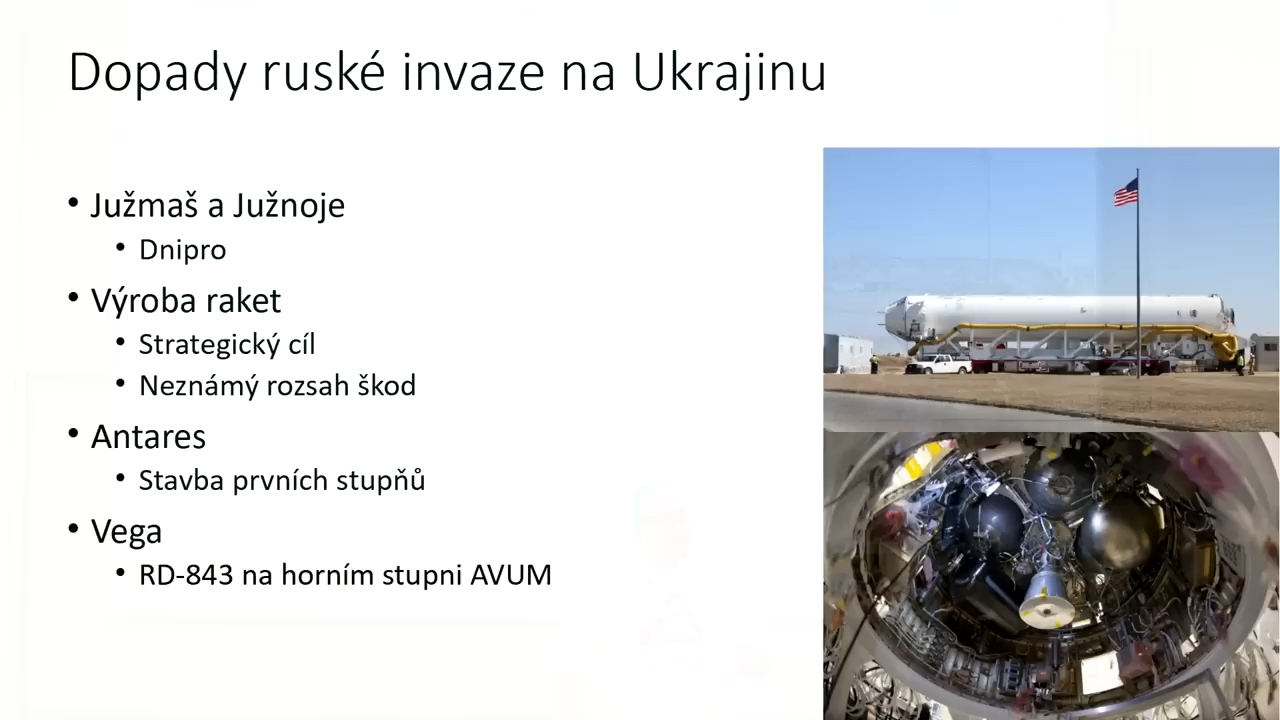 Dopady ruské invaze na Ukrajinu
• Južmaš a Južnoje
• Dnipro
• Výroba raket
• Strategický cíl
• Neznámý rozsah škod
• Antares
• Stavba prvních stupňů
• Vega
• RD-843 na horním stupni AVUM